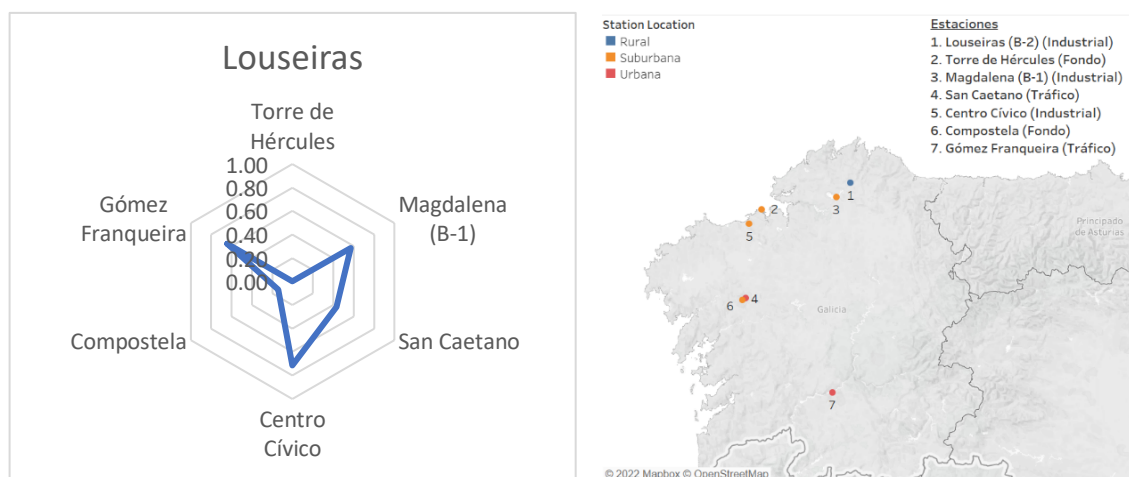 Louseiras
Torre de
Hércules
1.00
0.80
0.60
0.40
0.20
0.00
Gómez
Franqueira
Magdalena
(B-1)
Compostela
San Caetano
Centro
Cívico
Station Location
Rural
Suburbana
Urbana
Estaciones
1. Louseiras (B-2) (Industrial)
2. Torre de Hércules (Fondo)
3. Magdalena (B-1) (Industrial)
4. San Caetano (Tráfico)
5. Centro Cívico (Industrial)
6. Compostela (Fondo)
7. Gómez Franqueira (Tráfico)
1
2
3
5
Principado
de Asturias
4
6
Galicia
7
© 2022 Mapbox © OpenStreetMap